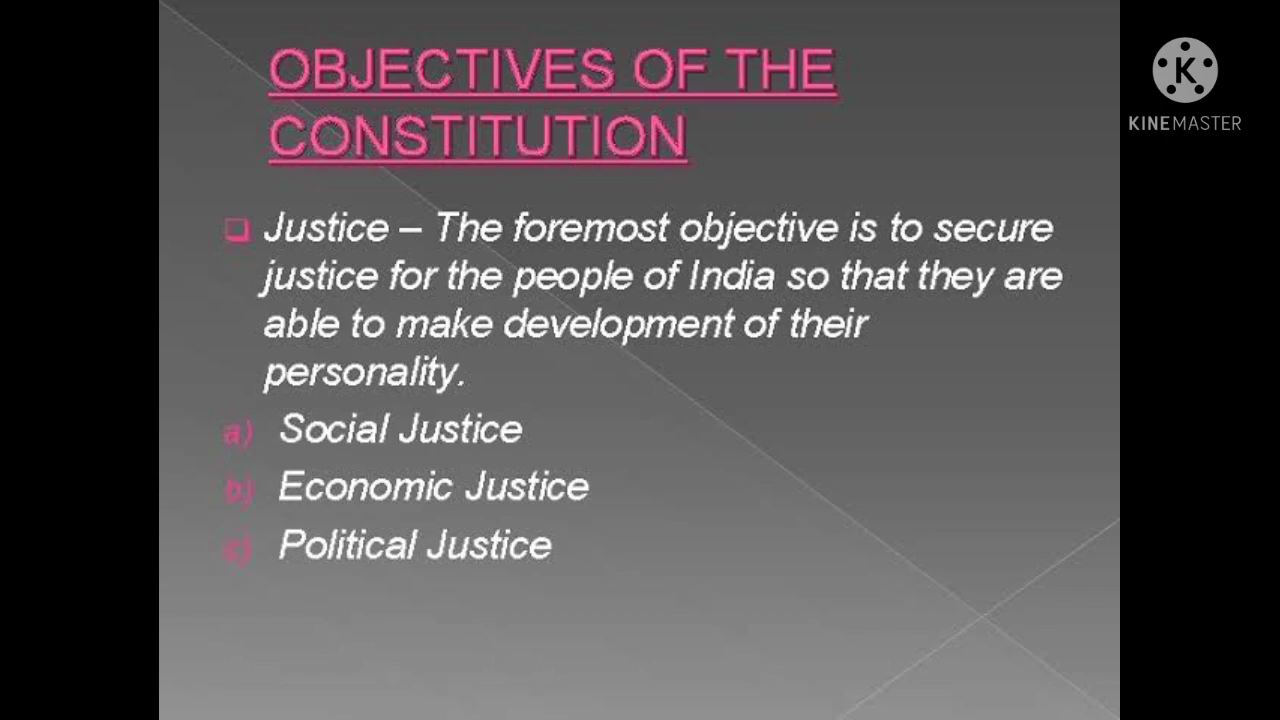 OBJECTIVES OF THE
CONSTITUTION
K
KINEMASTER
Justice – The foremost objective is to secure
justice for the people of India so that they are
able to make development of their
personality.
a) Social Justice
b) Economic Justice
c) Political Justice